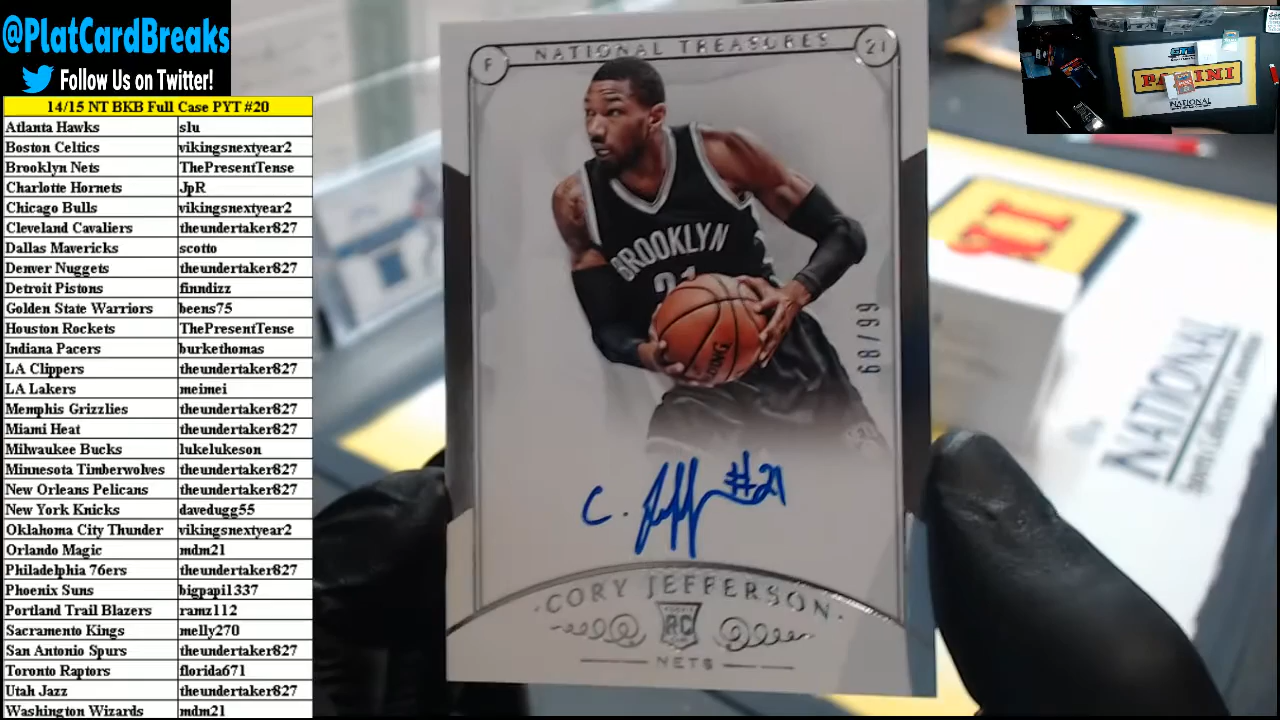 @PlatCardBreaks
Follow Us on Twitter!
14/15 NT BKB Full Case PYT #20
Atlanta Hawks slu
Boston Celtics vikingsnextyear2
Brooklyn Nets ThePresentTense
Charlotte Hornets JpR
Chicago Bulls vikingsnextyear2
Cleveland Cavaliers theundertaker827
Dallas Mavericks scotto
Denver Nuggets theundertaker827
Detroit Pistons finndizz
Golden State Warriors beens75
Houston Rockets ThePresentTense
Indiana Pacers burkethomas
LA Clippers theundertaker827
LA Lakers meimei
Memphis Grizzlies theundertaker827
Miami Heat theundertaker827
Milwaukee Bucks lukelukeson
Minnesota Timberwolves theundertaker827
New Orleans Pelicans theundertaker827
New York Knicks davedugg55
Oklahoma City Thunder vikingsnextyear2
Orlando Magic mdm21
Philadelphia 76ers theundertaker827
Phoenix Suns bigpapi1337
Portland Trail Blazers ramz112
Sacramento Kings melly270
San Antonio Spurs theundertaker827
Toronto Raptors florida671
Utah Jazz theundertaker827
Washington Wizards mdm21
F NATIONAL TREASURES 21
BROOKLYN
21
68/99
C. Jeff #21
CORY JEFFERSON
RC
NETS
PANINI
NATIONAL
NATIONAL